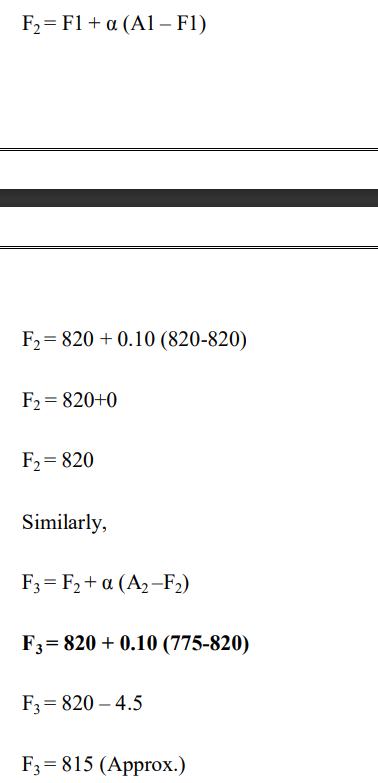 F₂ = F1 + α (A1 – F1)
F₂ = 820 + 0.10 (820-820)
F₂ = 820+0
F₂ = 820
Similarly,
F₃ = F₂ + α (A₂ –F₂)
F₃ = 820 + 0.10 (775-820)
F₃ = 820 – 4.5
F₃ = 815 (Approx.)